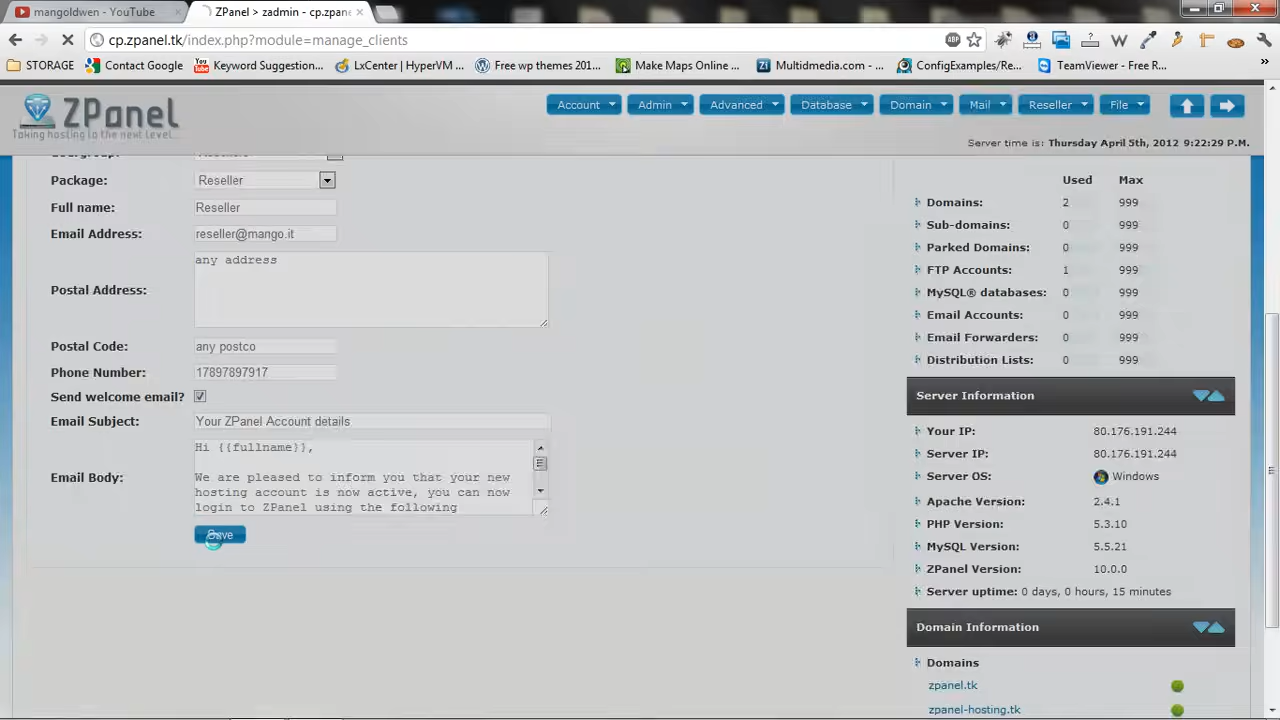 mangoldwen - YouTube
ZPanel > zadmin - cp.zpane
cp.zpanel.tk/index.php?module=manage_clients
ABP
STORAGE
Contact Google
Keyword Suggestion...
LxCenter | HyperVM ...
Free wp themes 201...
Make Maps Online ...
Multidmedia.com - ...
ConfigExamples/Re...
TeamViewer - Free R...
ZPanel
Taking hosting to the next level...
Account
Admin
Advanced
Database
Domain
Mail
Reseller
File
Server time is: Thursday April 5th, 2012 9:22:29 P.M.
Package:
Reseller
Full name:
Reseller
Email Address:
reseller@mango.it
Postal Address:
any address
Postal Code:
any postco
Phone Number:
17897897917
Send welcome email?
Email Subject:
Your ZPanel Account details
Email Body:
Hi {{fullname}},
We are pleased to inform you that your new
hosting account is now active, you can now
login to ZPanel using the following
Save
Used Max
Domains: 2 999
Sub-domains: 0 999
Parked Domains: 0 999
FTP Accounts: 1 999
MySQL® databases: 0 999
Email Accounts: 0 999
Email Forwarders: 0 999
Distribution Lists: 0 999
Server Information
Your IP: 80.176.191.244
Server IP: 80.176.191.244
Server OS: Windows
Apache Version: 2.4.1
PHP Version: 5.3.10
MySQL Version: 5.5.21
ZPanel Version: 10.0.0
Server uptime: 0 days, 0 hours, 15 minutes
Domain Information
Domains
zpanel.tk
zpanel-hosting.tk